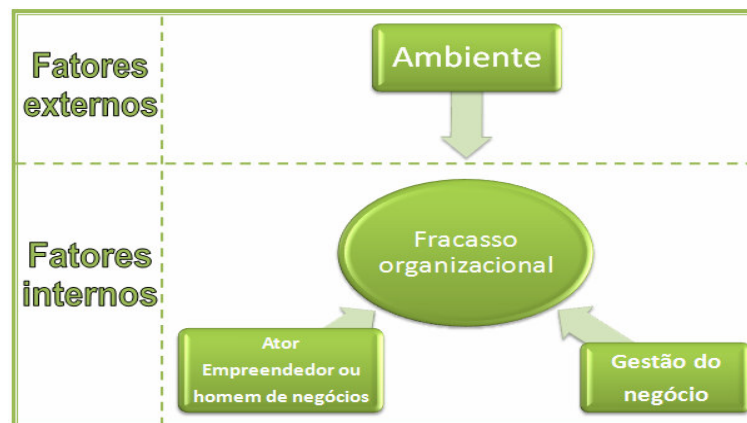 Fatores
externos
Ambiente
Fatores
internos
Fracasso
organizacional
Ator
Empreendedor ou
homem de negócios
Gestão do
negócio